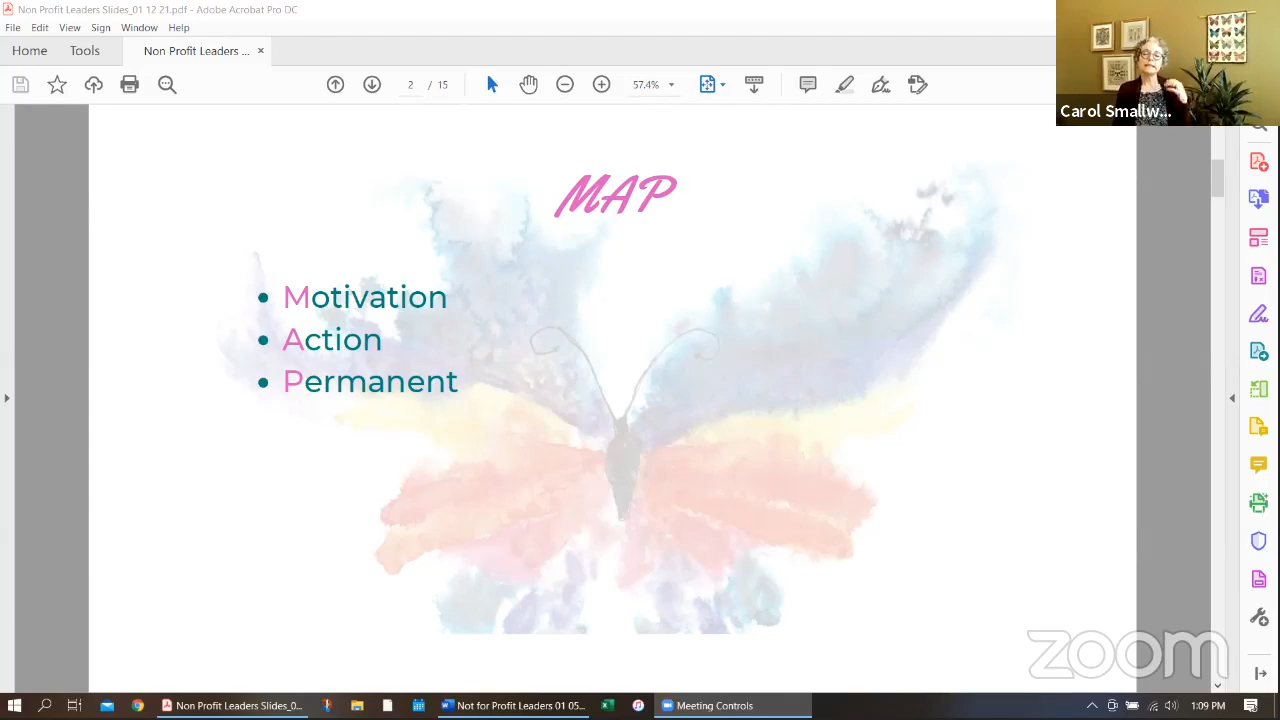 Non Profit Leaders Slides_01 12 21.pdf - Adobe Acrobat Pro DC
File Edit View Sign Window Help
Home Tools Non Profit Leaders ... ×
/ 15 57.4%
Carol Smallw...
MAP
• Motivation
• Action
• Permanent
zoom
Non Profit Leaders Slides_0... Not for Profit Leaders 01 05... Meeting Controls 1:09 PM